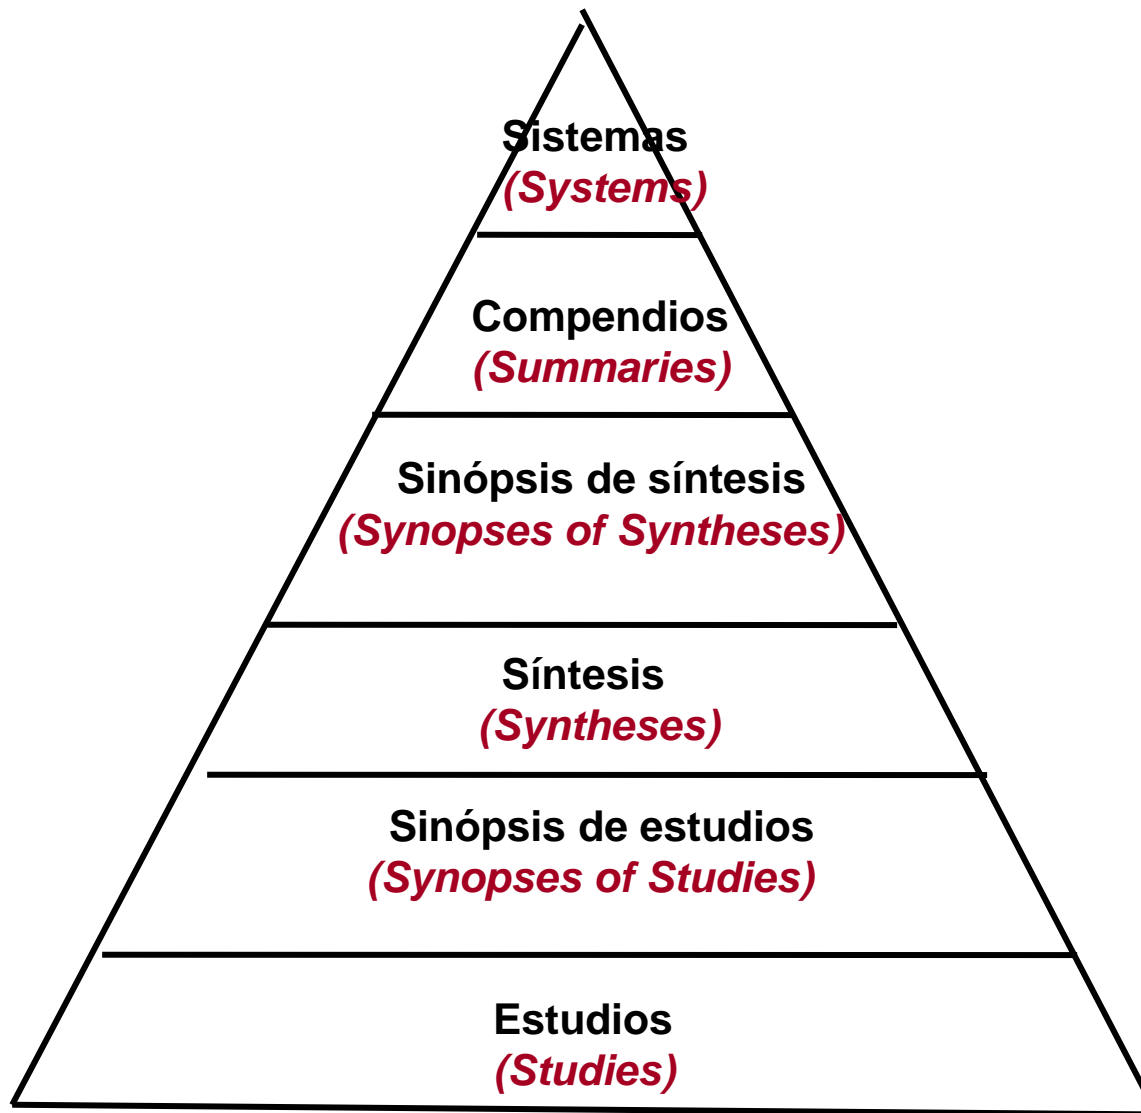 Sistemas
(Systems)
Compendios
(Summaries)
Sinópsis de síntesis
(Synopses of Syntheses)
Síntesis
(Syntheses)
Sinópsis de estudios
(Synopses of Studies)
Estudios
(Studies)